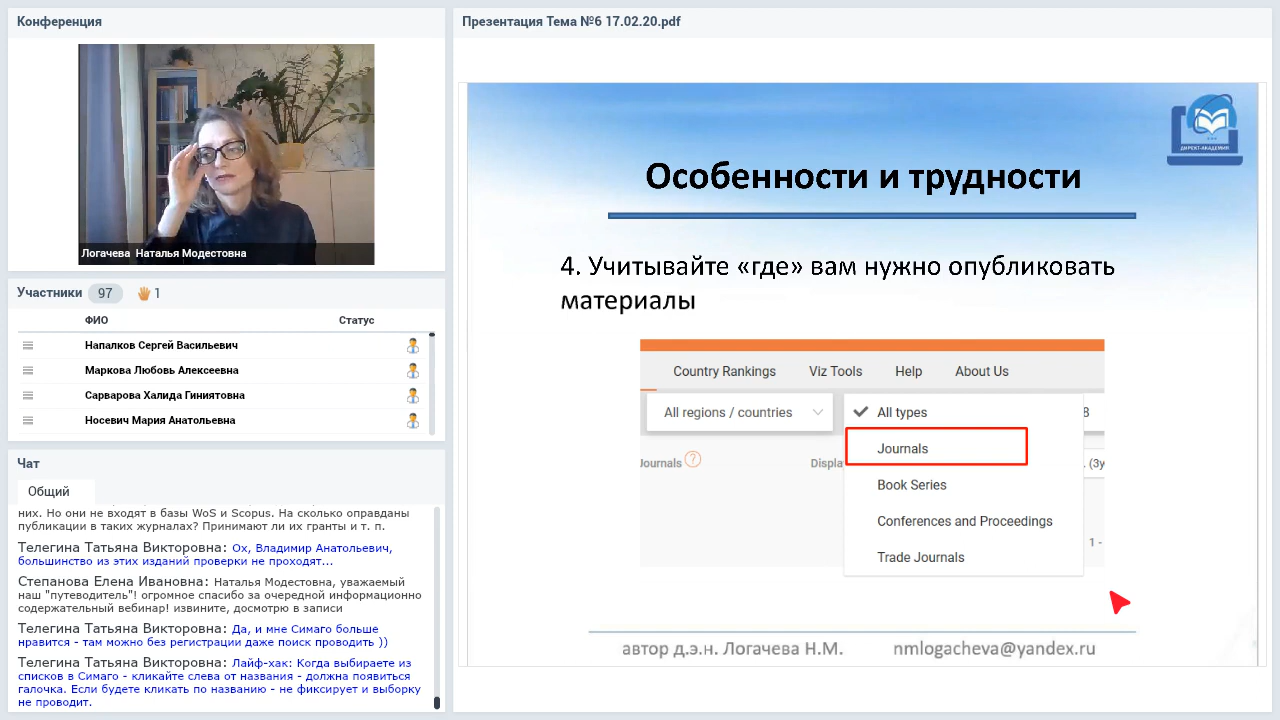 Конференция
Логачева Наталья Модестовна
Участники 97 1
ФИО Статус
Напалков Сергей Васильевич
Маркова Любовь Алексеевна
Сарварова Халида Гиниятовна
Носевич Мария Анатольевна
Чат
Общий
них. Но они не входят в базы WoS и Scopus. На сколько оправданы
публикации в таких журналах? Принимают ли их гранты и т. п.
Телегина Татьяна Викторовна: Ох, Владимир Анатольевич,
большинство из этих изданий проверки не проходят...
Степанова Елена Ивановна: Наталья Модестовна, уважаемый
наш "путеводитель"! огромное спасибо за очередной информационно
содержательный вебинар! извините, досмотрю в записи
Телегина Татьяна Викторовна: Да, и мне Симаго больше
нравится - там можно без регистрации даже поиск проводить ))
Телегина Татьяна Викторовна: Лайф-хак: Когда выбираете из
списков в Симаго - кликайте слева от названия - должна появиться
галочка. Если будете кликать по названию - не фиксирует и выборку
не проводит.
Презентация Тема №6 17.02.20.pdf
ДИРЕКТ-АКАДЕМИЯ
Особенности и трудности
4. Учитывайте «где» вам нужно опубликовать
материалы
Country Rankings Viz Tools Help About Us
All regions / countries All types 8
Journals
Journals ? Displa . (3y
Book Series
Conferences and Proceedings
1 -
Trade Journals
автор д.э.н. Логачева Н.М. nmlogacheva@yandex.ru